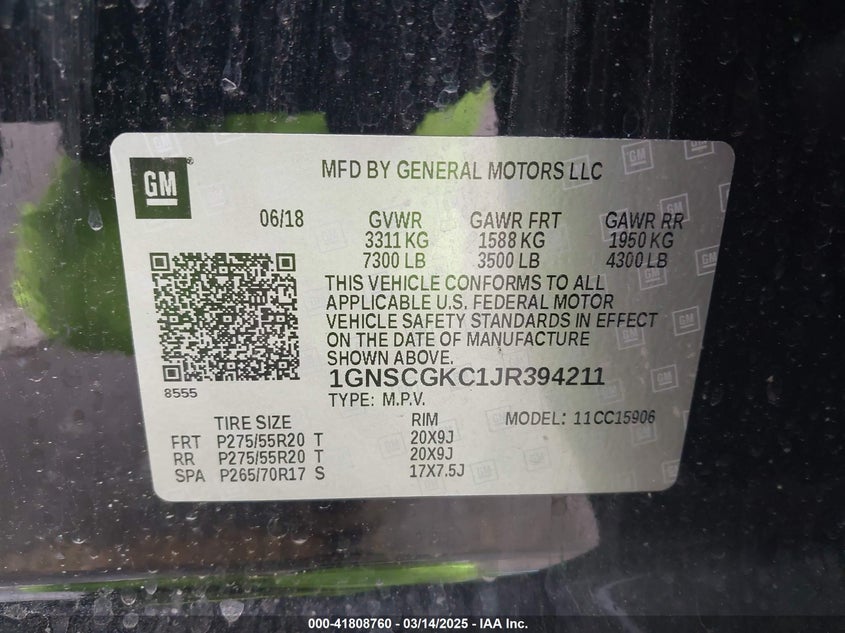 GM
MFD BY GENERAL MOTORS LLC
06/18 GVWR GAWR FRT GAWR RR
3311 KG 1588 KG 1950 KG
7300 LB 3500 LB 4300 LB
THIS VEHICLE CONFORMS TO ALL
APPLICABLE U.S. FEDERAL MOTOR
VEHICLE SAFETY STANDARDS IN EFFECT
ON THE DATE OF MANUFACTURE
SHOWN ABOVE.
1GNSCGKC1JR394211
8555
TYPE: M.P.V.
TIRE SIZE RIM MODEL: 11CC15906
FRT P275/55R20 T 20X9J
RR P275/55R20 T 20X9J
SPA P265/70R17 S 17X7.5J
000-41808760 / 03/14/2025 - IAA Inc.